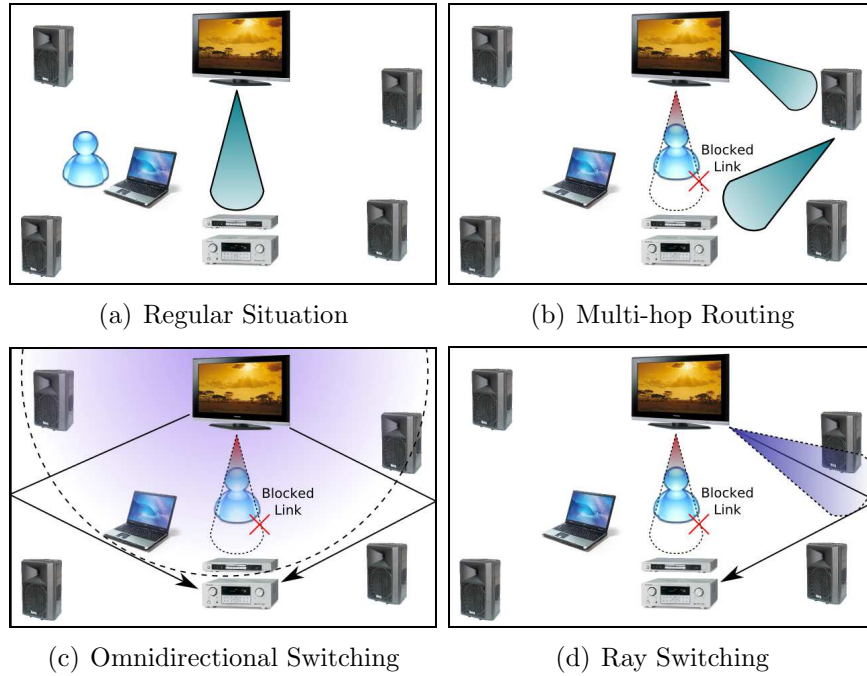 (a) Regular Situation
Blocked
Link
(b) Multi-hop Routing
Blocked
Link
(c) Omnidirectional Switching
Blocked
Link
(d) Ray Switching